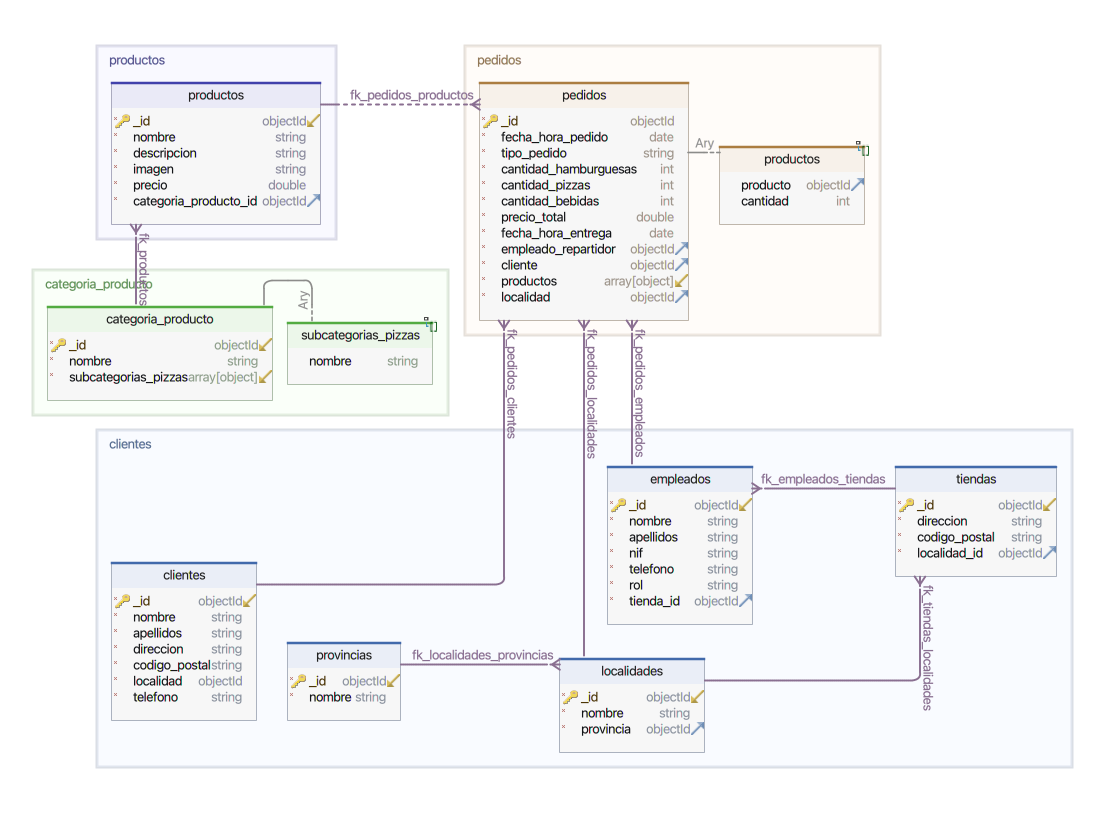 productos
productos
_id objectId
nombre string
descripcion string
imagen string
precio double
categoria_producto_id objectId
fk_pedidos_productos
pedidos
pedidos
_id objectId
fecha_hora_pedido date
tipo_pedido string
cantidad_hamburguesas int
cantidad_pizzas int
cantidad_bebidas int
precio_total double
fecha_hora_entrega date
empleado_repartidor objectId
cliente objectId
productos array[object]
localidad objectId
Ary
productos
producto objectId
cantidad int
fk_productos
categoria_producto
categoria_producto
_id objectId
nombre string
subcategorias_pizzas array[object]
Ary
subcategorias_pizzas
nombre string
fk_pedidos_clientes
fk_pedidos_localidades
fk_pedidos_empleados
clientes
empleados
_id objectId
nombre string
apellidos string
nif string
telefono string
rol string
tienda_id objectId
fk_empleados_tiendas
tiendas
_id objectId
direccion string
codigo_postal string
localidad_id objectId
fk_tiendas_localidades
clientes
_id objectId
nombre string
apellidos string
direccion string
codigo_postal string
localidad objectId
telefono string
provincias
_id objectId
nombre string
fk_localidades_provincias
localidades
_id objectId
nombre string
provincia objectId